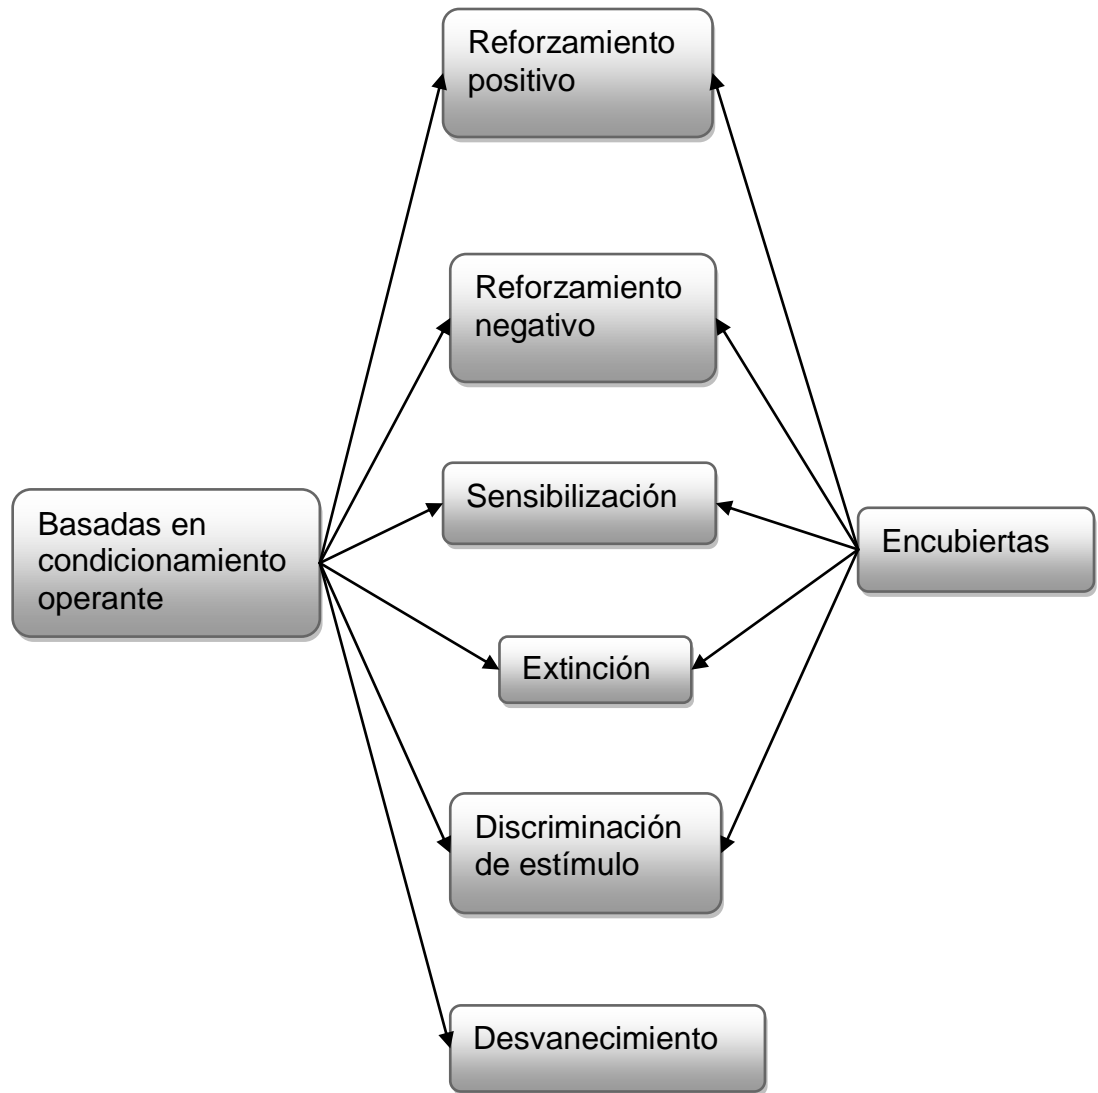 Reforzamiento
positivo
Reforzamiento
negativo
Sensibilización
Basadas en
condicionamiento
operante
Encubiertas
Extinción
Discriminación
de estímulo
Desvanecimiento